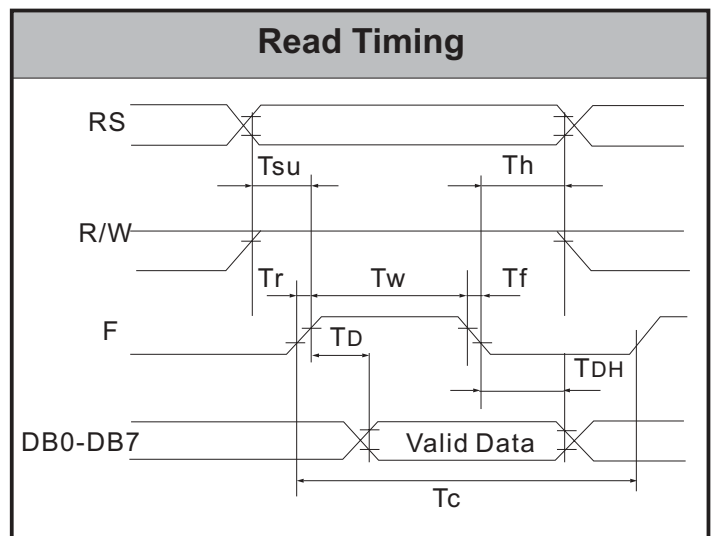 Read Timing
RS
Tsu
Th
R/W
Tr
Tw
Tf
F
TD
TDH
DB0-DB7
Valid Data
Tc